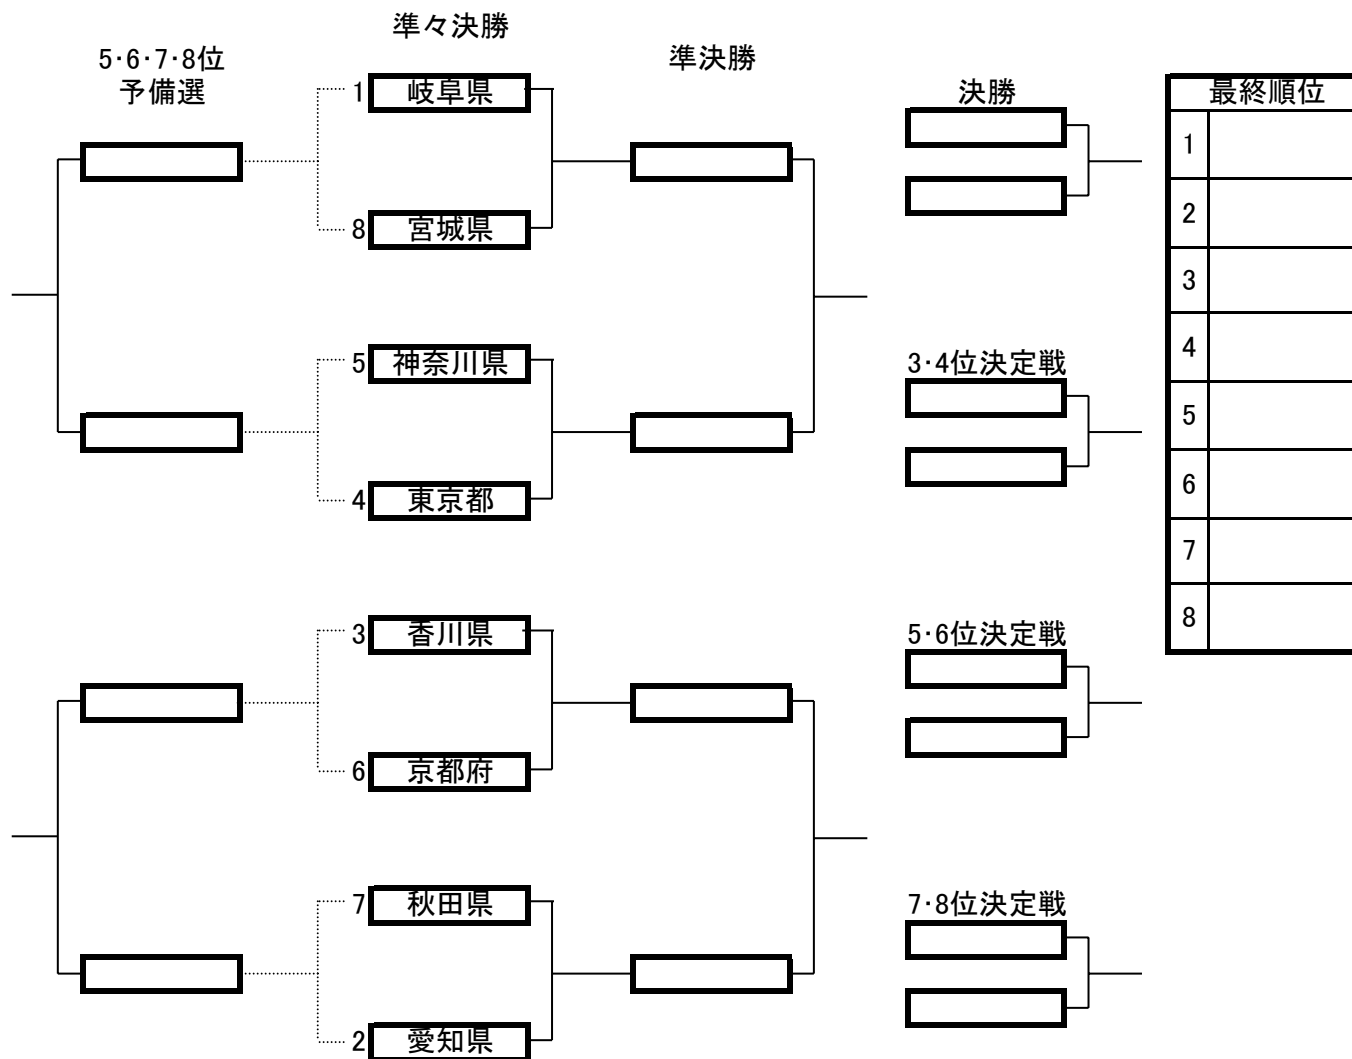 準々決勝
5·6·7·8位
予備選
準決勝
決勝
最終順位
1 岐阜県
8 宮城県
5 神奈川県
4 東京都
3 香川県
6 京都府
7 秋田県
2 愛知県
3·4位決定戦
5·6位決定戦
7·8位決定戦
1
2
3
4
5
6
7
8